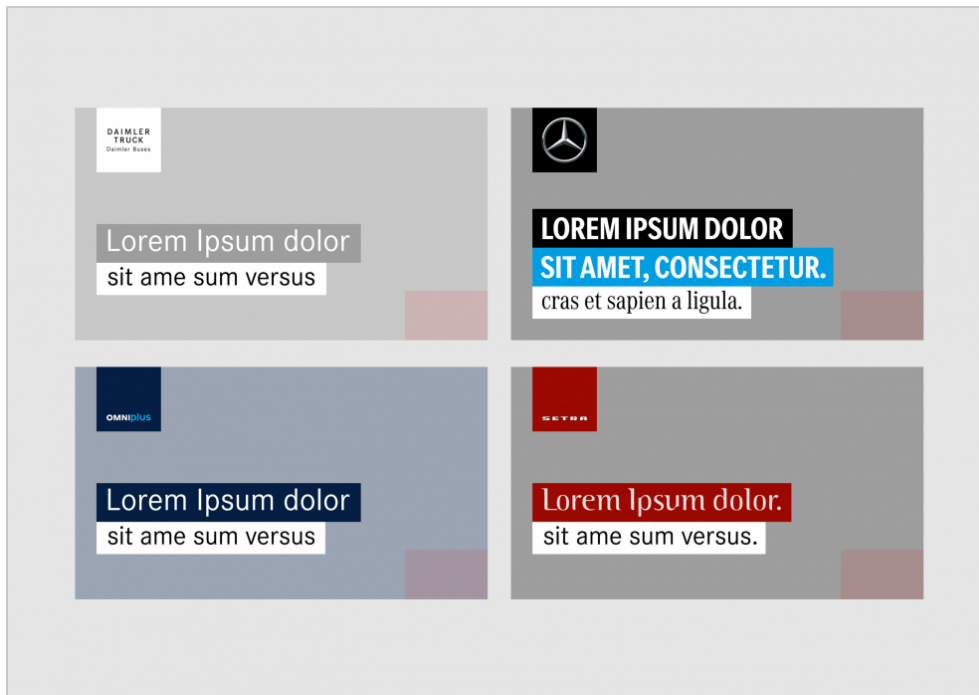 DAIMLER
TRUCK
Daimler Buses
Lorem Ipsum dolor
sit ame sum versus
LOREM IPSUM DOLOR
SIT AMET, CONSECTETUR.
cras et sapien a ligula.
OMNIplus
Lorem Ipsum dolor
sit ame sum versus
SETRA
Lorem Ipsum dolor.
sit ame sum versus.